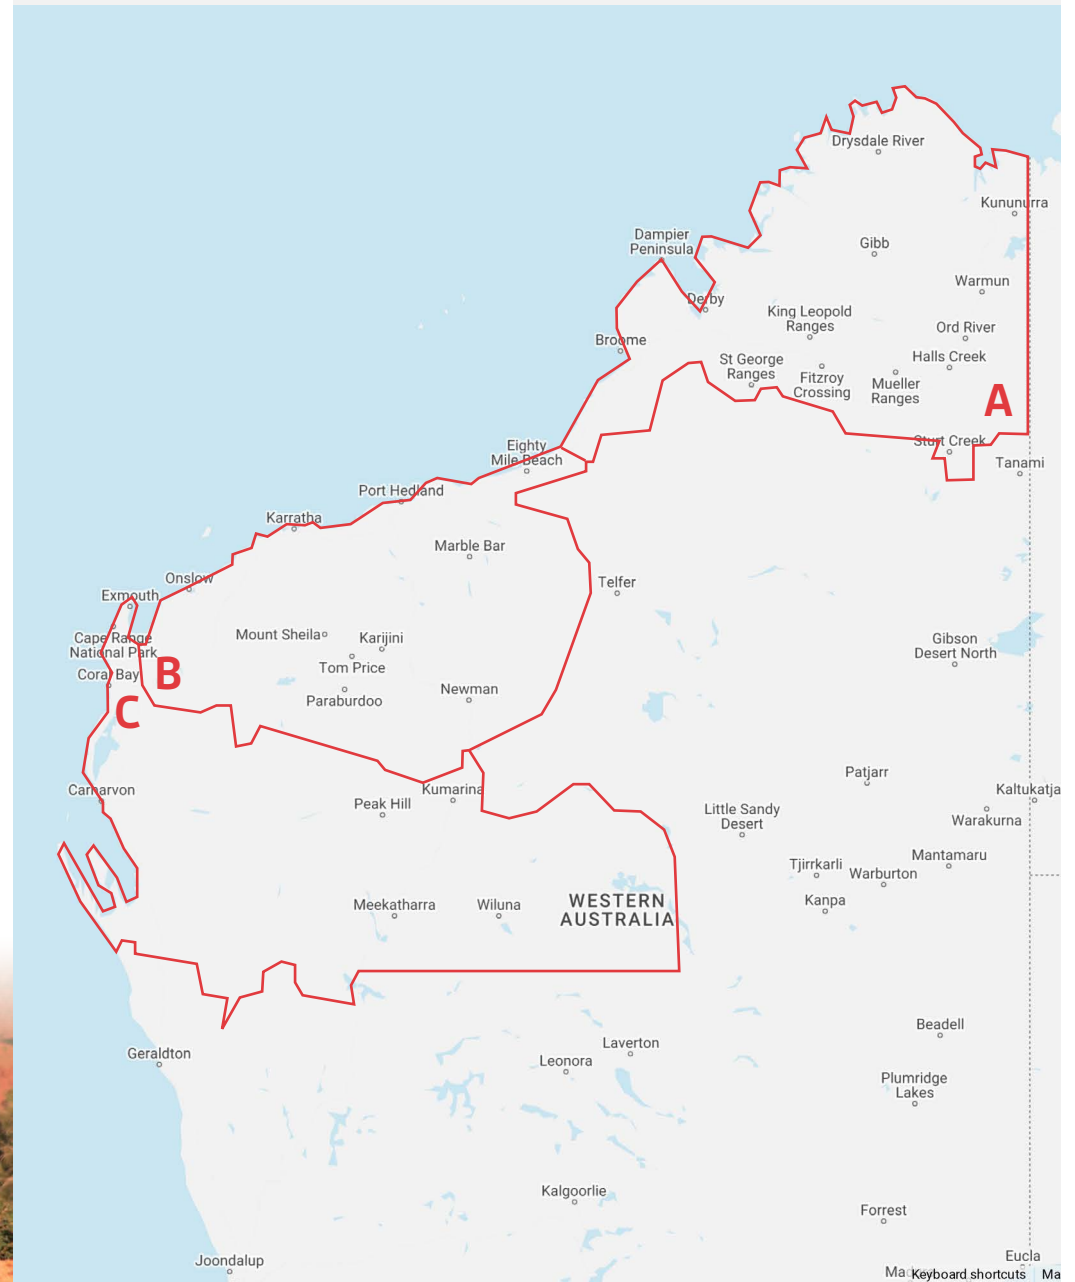 Drysdale River
Kununurra
Dampier
Peninsula
Gibb
Warmun
Derby
King Leopold
Ranges
Ord River
Broome
Halls Creek
St George
Ranges
Fitzroy
Crossing
Mueller
Ranges
A
Sturt Creek
Eighty
Mile Beach
Tanami
Port Hedland
Karratha
Marble Bar
Onslow
Telfer
Exmouth
Cape Range
National Park
Mount Sheila
Karijini
Gibson
Desert North
Tom Price
Coral Bay
B
Paraburdoo
Newman
C
Patjarr
Carnarvon
Kumarina
Kaltukatja
Peak Hill
Little Sandy
Desert
Warakurna
Tjirrkarli
Mantamaru
Warburton
Meekatharra
Wiluna
WESTERN
AUSTRALIA
Kanpa
Beadell
Geraldton
Laverton
Leonora
Plumridge
Lakes
Kalgoorlie
Forrest
Joondalup
Eucla
Keyboard shortcuts
Ma